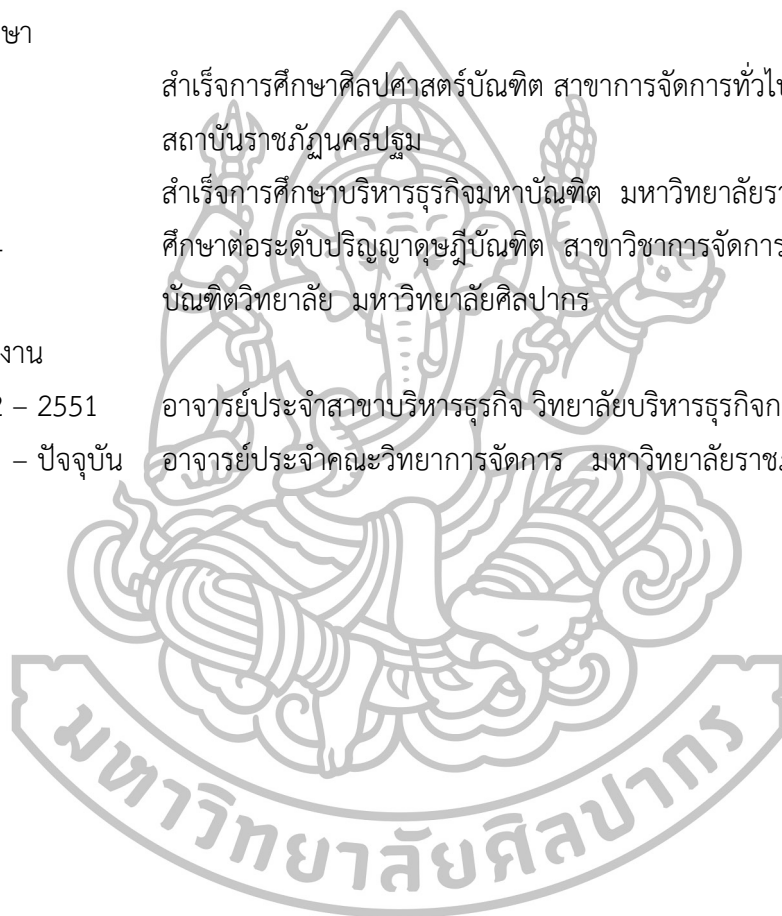 ษา
สำเร็จการศึกษาศิลปศาสตร์บัณฑิต สาขาการจัดการทั่วไป
สถาบันราชภัฏนครปฐม
สำเร็จการศึกษาบริหารธุรกิจมหาบัณฑิต มหาวิทยาลัยรา
ศึกษาต่อระดับปริญญาดุษฎีบัณฑิต สาขาวิชาการจัดการ
บัณฑิตวิทยาลัย มหาวิทยาลัยศิลปากร
งาน
– 2551 อาจารย์ประจำสาขาบริหารธุรกิจ วิทยาลัยบริหารธุรกิจก
– ปัจจุบัน อาจารย์ประจำคณะวิทยาการจัดการ มหาวิทยาลัยราช
มหาวิทยาลัยศิลปากร